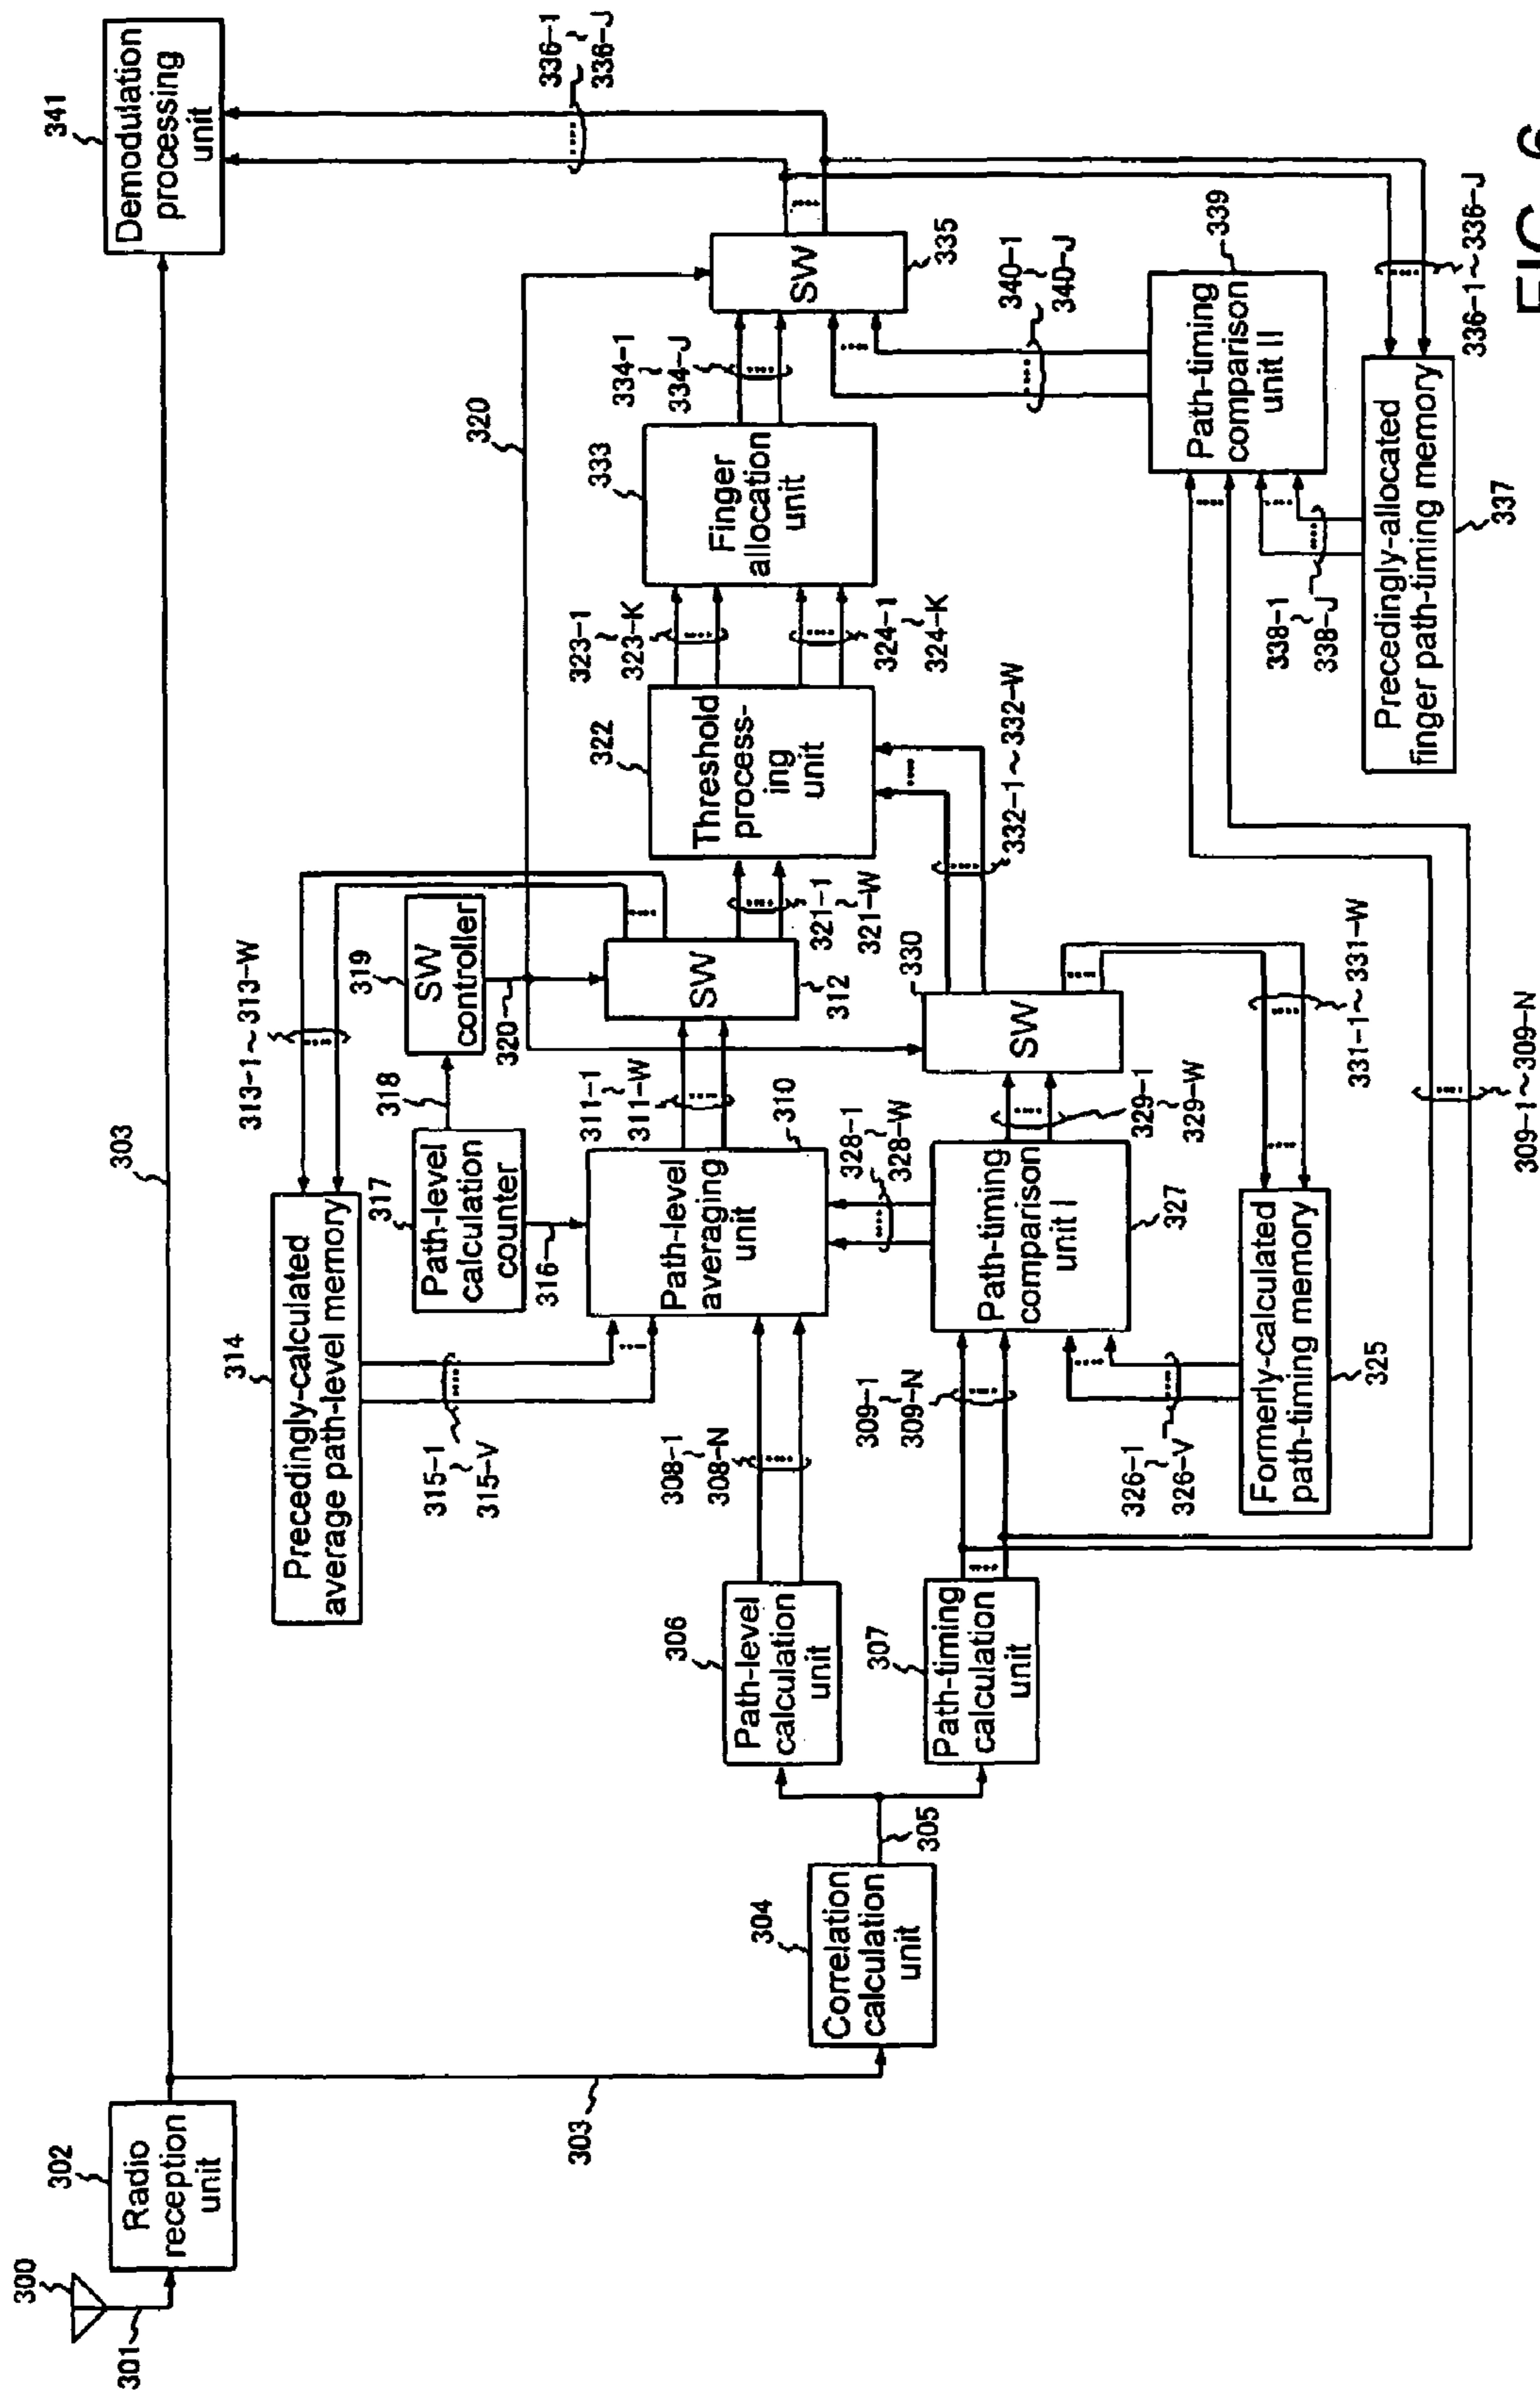 300
301
302
Radio
reception
unit
303
303
304
Correlation
calculation
unit
305
306
Path-level
calculation
unit
307
Path-timing
calculation
unit
308-1
308-N
309-1
309-N
314
Precedingly-calculated
average path-level memory
315-1
315-V
313-1~313-W
317
Path-level
calculation
counter
316
318
319
SW
controller
320
320
310
Path-level
averaging
unit
311-1
311-W
SW
312
321-1
321-W
328-1
328-W
Path-timing
comparison
unit I
327
326-1
326-V
Formerly-calculated
path-timing memory
325
329-1
329-W
330
SW
331-1~331-W
332-1~332-W
309-1~309-N
322
Threshold
process-
ing
unit
323-1
323-K
324-1
324-K
333
Finger
allocation
unit
334-1
334-J
SW
335
340-1
340-J
Path-timing
comparison
unit II
339
338-1
338-J
Precedingly-allocated
finger path-timing memory
337
336-1~336-J
336-1
336-J
341
Demodulation
processing
unit
FIG. 6